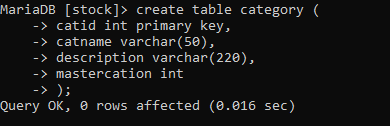 MariaDB [stock]> create table category (
    -> catid int primary key,
    -> catname varchar(50),
    -> description varchar(220),
    -> mastercation int
    -> );
Query OK, 0 rows affected (0.016 sec)